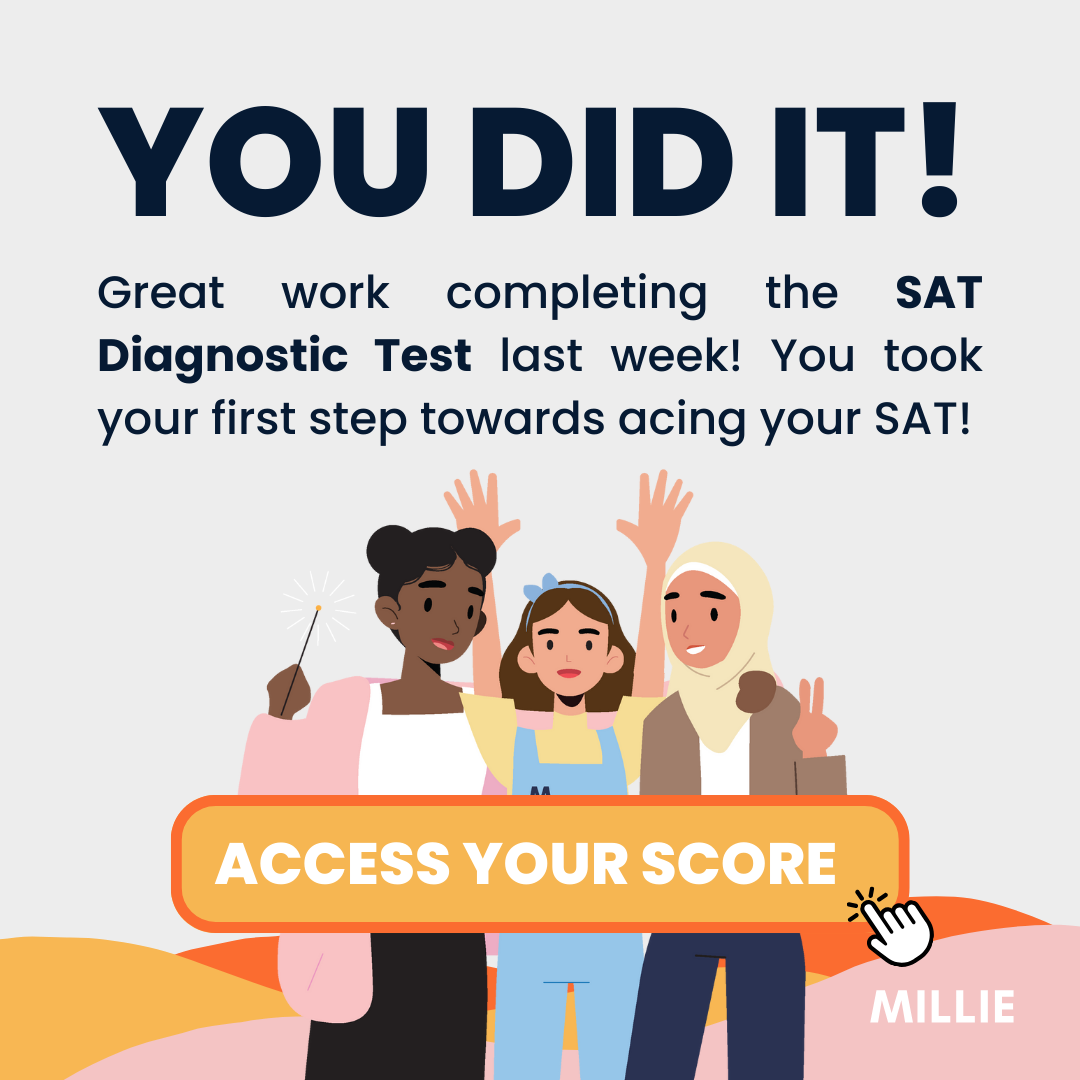 YOU DID IT!
Great work completing the SAT
Diagnostic Test last week! You took
your first step towards acing your SAT!
M
ACCESS YOUR SCORE
MILLIE